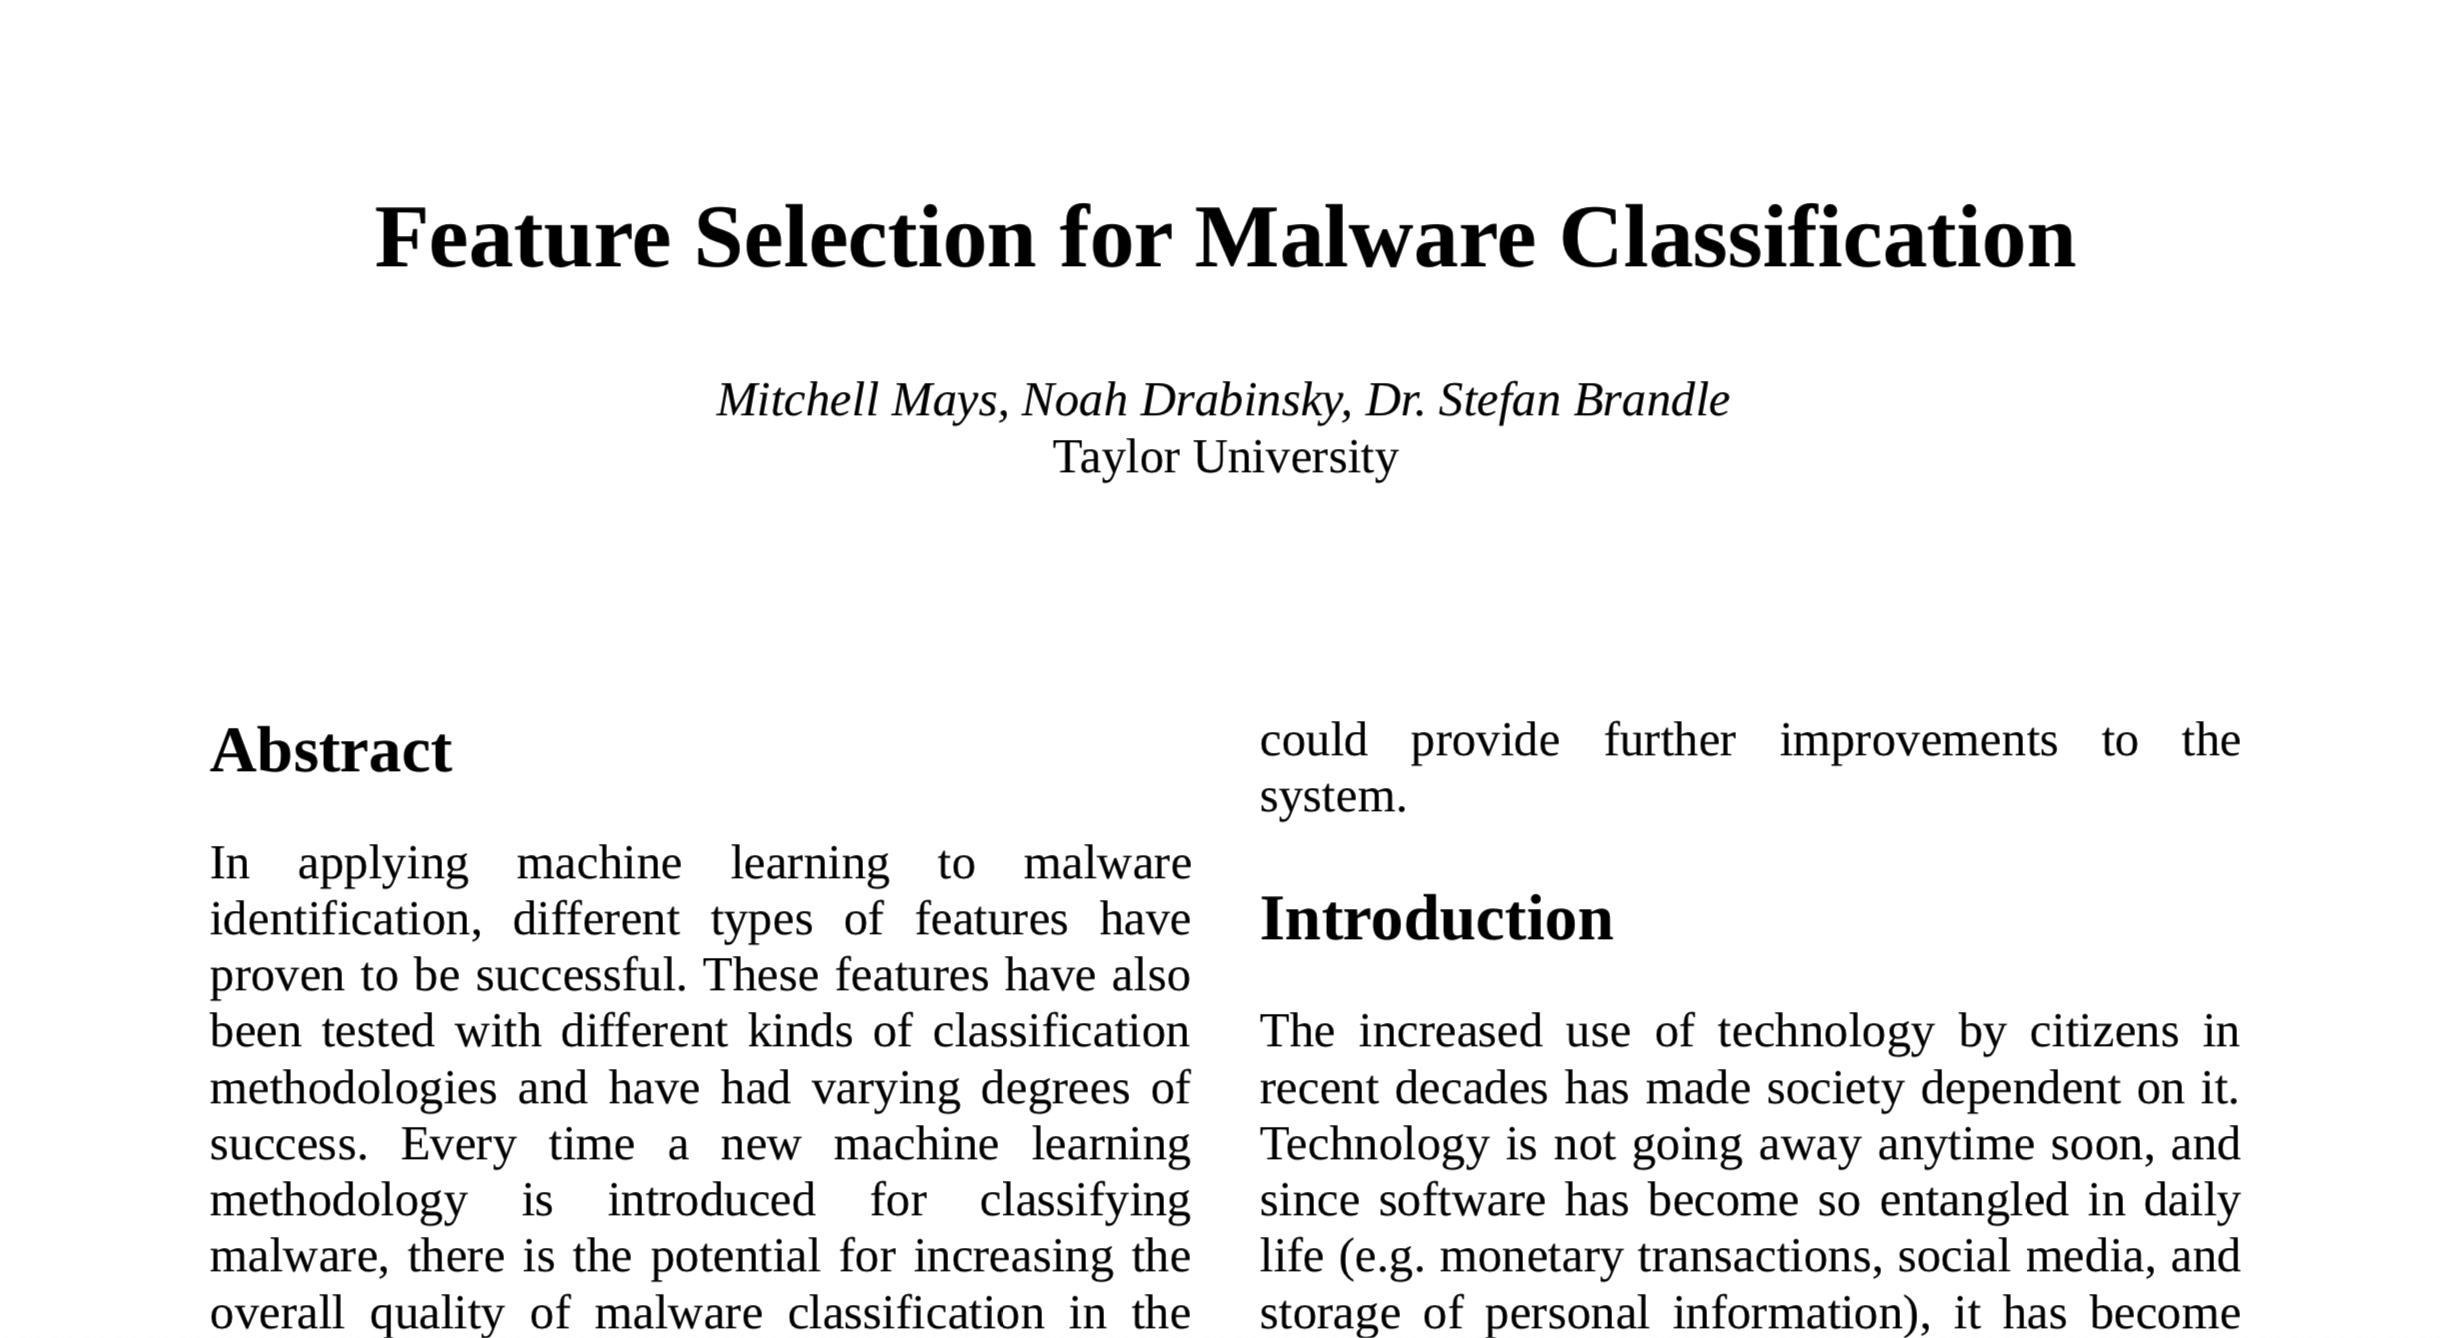 Feature Selection for Malware Classification
Mitchell Mays, Noah Drabinsky, Dr. Stefan Brandle
Taylor University
Abstract
In applying machine learning to malware
identification, different types of features have
proven to be successful. These features have also
been tested with different kinds of classification
methodologies and have had varying degrees of
success. Every time a new machine learning
methodology is introduced for classifying
malware, there is the potential for increasing the
overall quality of malware classification in the
could provide further improvements to the
system.
Introduction
The increased use of technology by citizens in
recent decades has made society dependent on it.
Technology is not going away anytime soon, and
since software has become so entangled in daily
life (e.g. monetary transactions, social media, and
storage of personal information), it has become